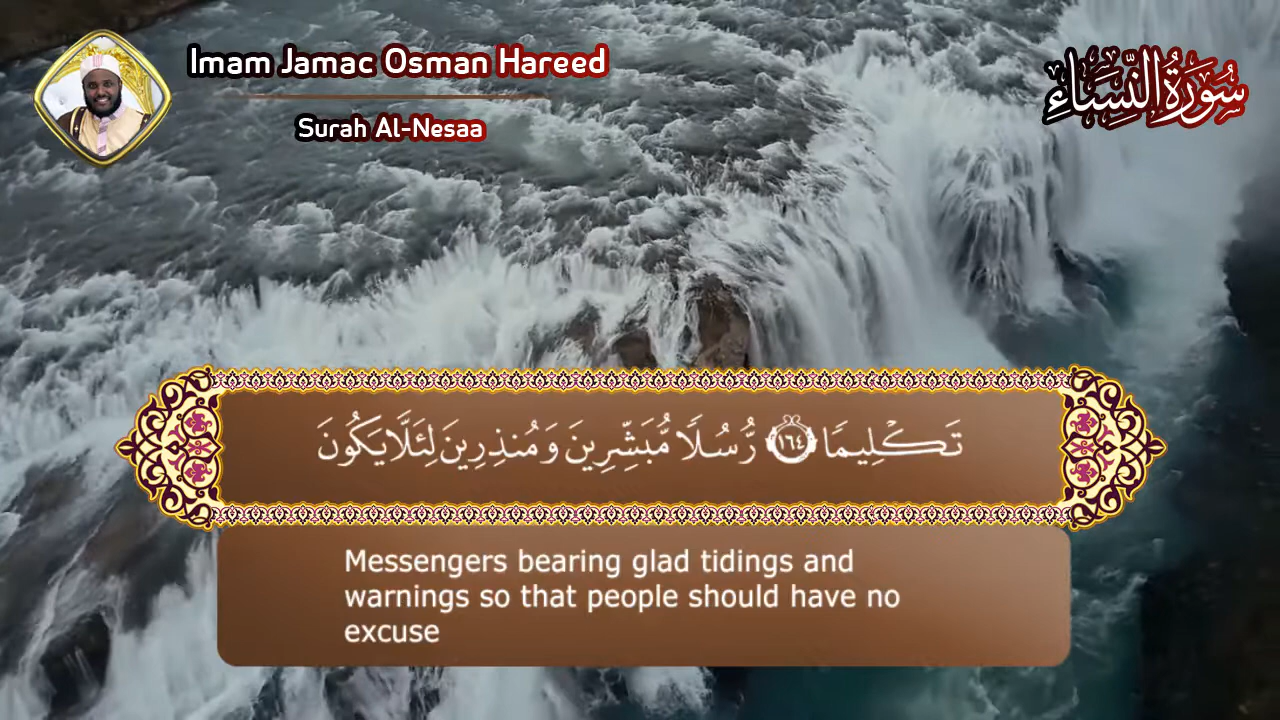 Imam Jamac Osman Hareed
Surah Al-Nesaa
سُورَةُ النِّسَاءِ
تَكْلِيمًا ١٦٤ رُّسُلًا مُّبَشِّرِينَ وَمُنذِرِينَ لِئَلَّا يَكُونَ
Messengers bearing glad tidings and
warnings so that people should have no
excuse